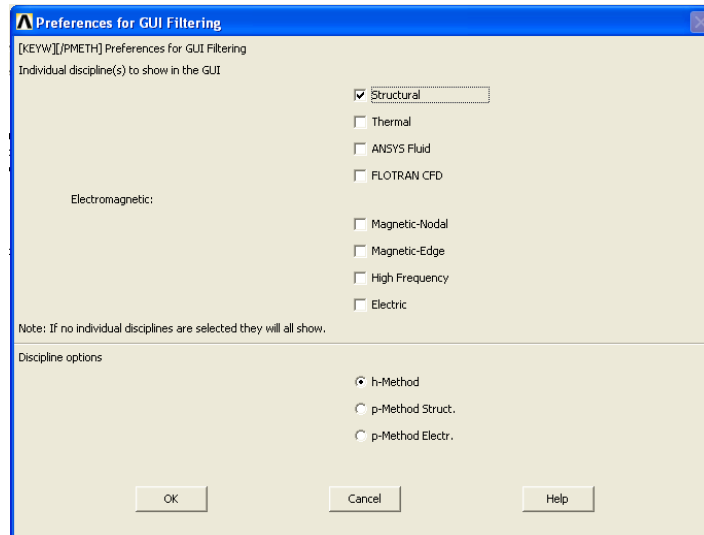 Preferences for GUI Filtering
[KEYW][/PMETH] Preferences for GUI Filtering
Individual discipline(s) to show in the GUI
Structural
Thermal
ANSYS Fluid
FLOTRAN CFD
Electromagnetic:
Magnetic-Nodal
Magnetic-Edge
High Frequency
Electric
Note: If no individual disciplines are selected they will all show.
Discipline options
h-Method
p-Method Struct.
p-Method Electr.
OK Cancel Help